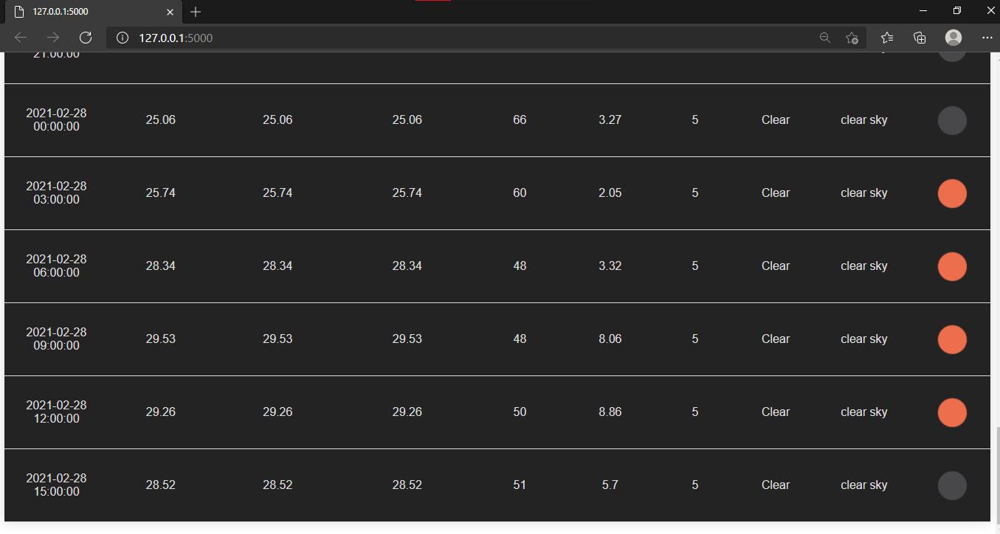 127.0.0.1:5000
127.0.0.1:5000
21:00:00
2021-02-28
00:00:00 25.06 25.06 25.06 66 3.27 5 Clear clear sky
2021-02-28
03:00:00 25.74 25.74 25.74 60 2.05 5 Clear clear sky
2021-02-28
06:00:00 28.34 28.34 28.34 48 3.32 5 Clear clear sky
2021-02-28
09:00:00 29.53 29.53 29.53 48 8.06 5 Clear clear sky
2021-02-28
12:00:00 29.26 29.26 29.26 50 8.86 5 Clear clear sky
2021-02-28
15:00:00 28.52 28.52 28.52 51 5.7 5 Clear clear sky